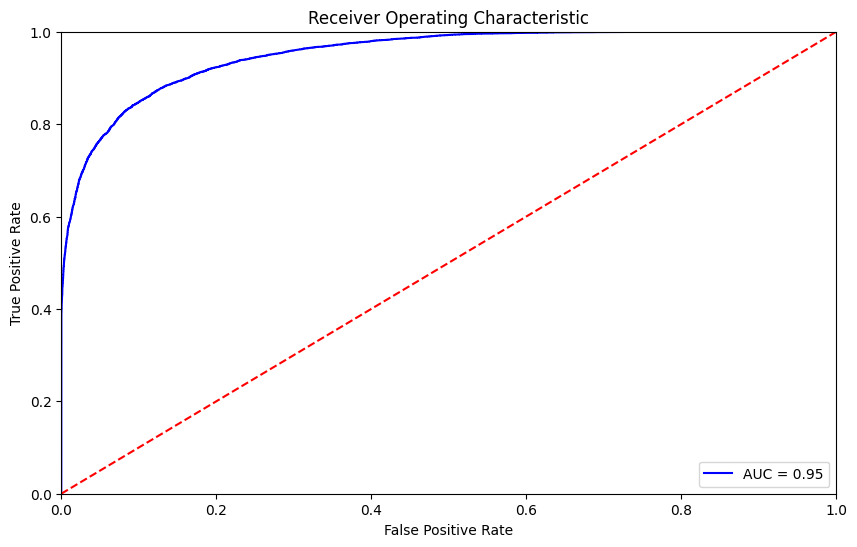 Receiver Operating Characteristic
1.0
0.8
0.6
0.4
0.2
0.0
True Positive Rate
AUC = 0.95
0.0 0.2 0.4 0.6 0.8 1.0
False Positive Rate